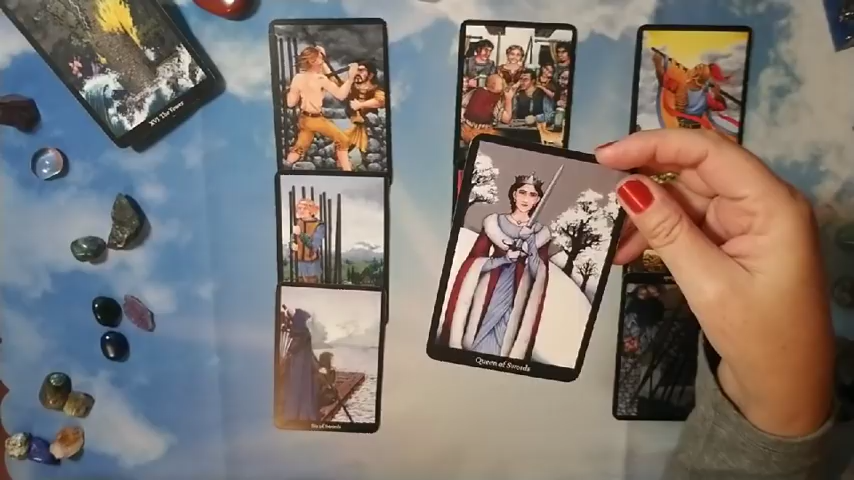 XVI The Tower
Queen of Swords
Six of Swords